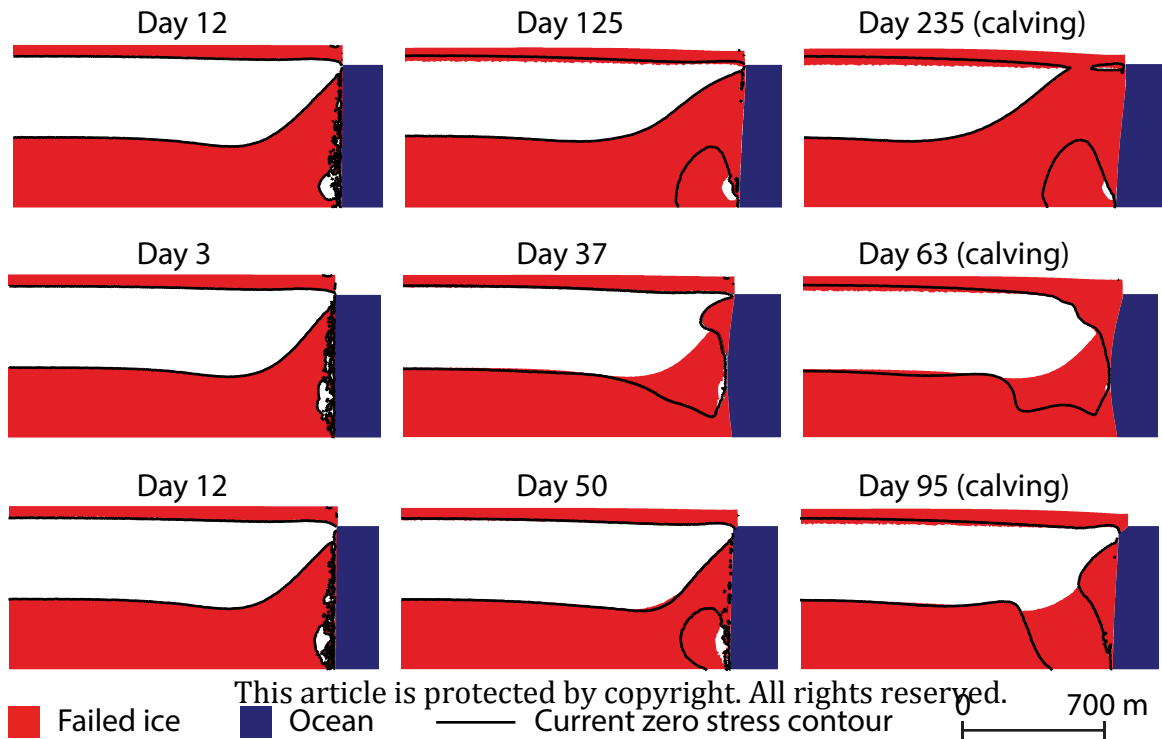 Day 12 Day 125 Day 235 (calving)
Day 3 Day 37 Day 63 (calving)
Day 12 Day 50 Day 95 (calving)
This article is protected by copyright. All rights reserved.
Failed ice Ocean Current zero stress contour 0 700 m